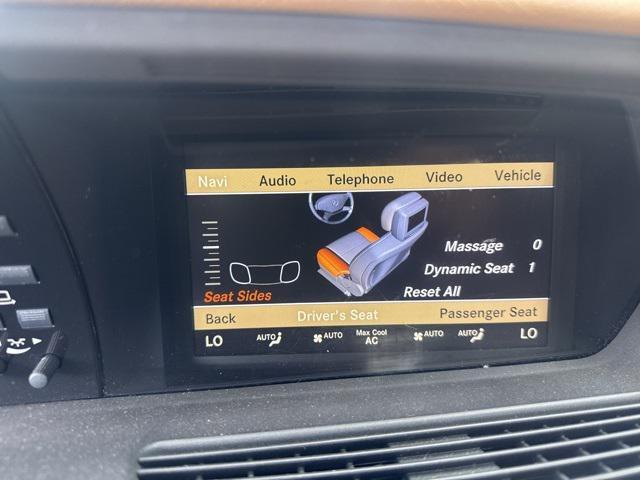 Navi Audio Telephone Video Vehicle
Massage 0
Dynamic Seat 1
Seat Sides Reset All
Back Driver's Seat Passenger Seat
LO AUTO AUTO Max Cool AC AUTO AUTO LO